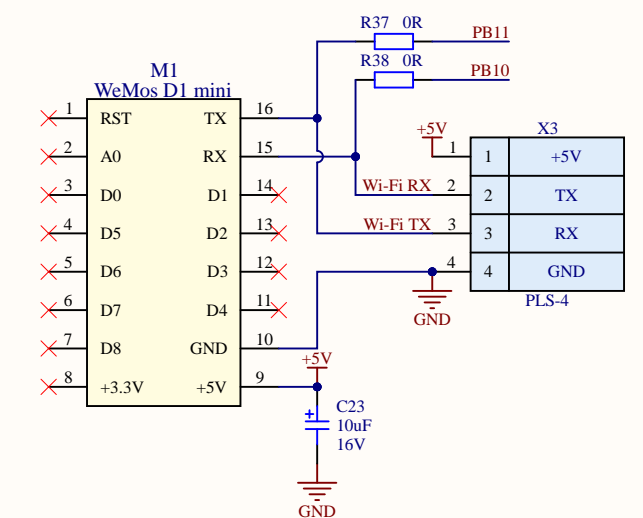 R37 0R
PB11
R38 0R
PB10
M1
WeMos D1 mini
1 RST TX 16
2 A0 RX 15
3 D0 D1 14
4 D5 D2 13
5 D6 D3 12
6 D7 D4 11
7 D8 GND 10
8 +3.3V +5V 9
+5V
X3
1 1 +5V
Wi-Fi RX 2 2 TX
Wi-Fi TX 3 3 RX
4 4 GND
PLS-4
GND
+5V
+
C23
10uF
16V
GND